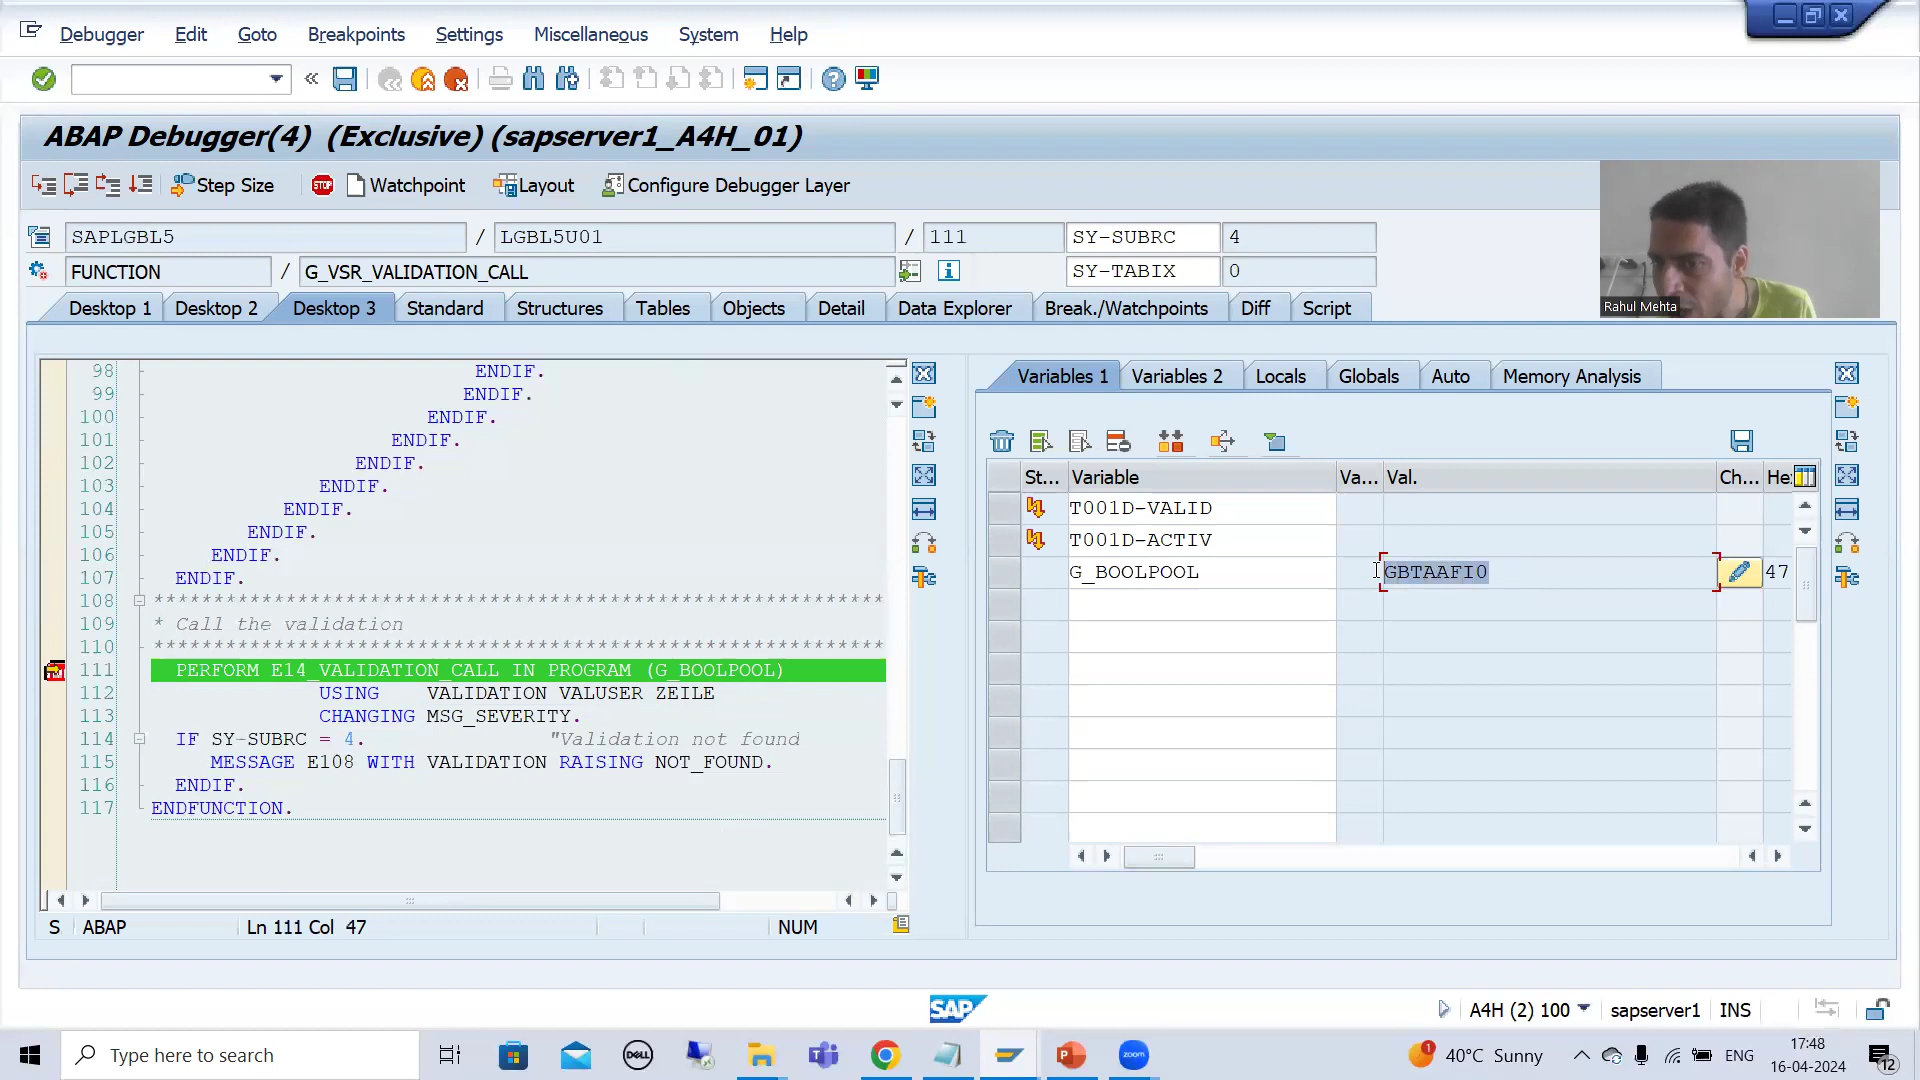 Debugger Edit Goto Breakpoints Settings Miscellaneous System Help
ABAP Debugger(4) (Exclusive) (sapserver1_A4H_01)
Step Size STOP Watchpoint Layout Configure Debugger Layer
SAPLGBL5 / LGBL5U01 / 111 SY-SUBRC 4
FUNCTION / G_VSR_VALIDATION_CALL SY-TABIX 0
Rahul Mehta
Desktop 1 Desktop 2 Desktop 3 Standard Structures Tables Objects Detail Data Explorer Break./Watchpoints Diff Script
98 ENDIF.
99 ENDIF.
100 ENDIF.
101 ENDIF.
102 ENDIF.
103 ENDIF.
104 ENDIF.
105 ENDIF.
106 ENDIF.
107 ENDIF.
108 *************************************************************
109 * Call the validation
110 *************************************************************
111 PERFORM E14_VALIDATION_CALL IN PROGRAM (G_BOOLPOOL)
112 USING VALIDATION VALUSER ZEILE
113 CHANGING MSG_SEVERITY.
114 IF SY-SUBRC = 4. "Validation not found
115 MESSAGE E108 WITH VALIDATION RAISING NOT_FOUND.
116 ENDIF.
117 ENDFUNCTION.
S ABAP Ln 111 Col 47 NUM
Variables 1 Variables 2 Locals Globals Auto Memory Analysis
St... Variable Va... Val. Ch... He
T001D-VALID
T001D-ACTIV
G_BOOLPOOL GBTAAFI0 47
SAP
A4H (2) 100 sapserver1 INS
Type here to search
DELL
zoom
1 40°C Sunny ENG
17:48
16-04-2024
12